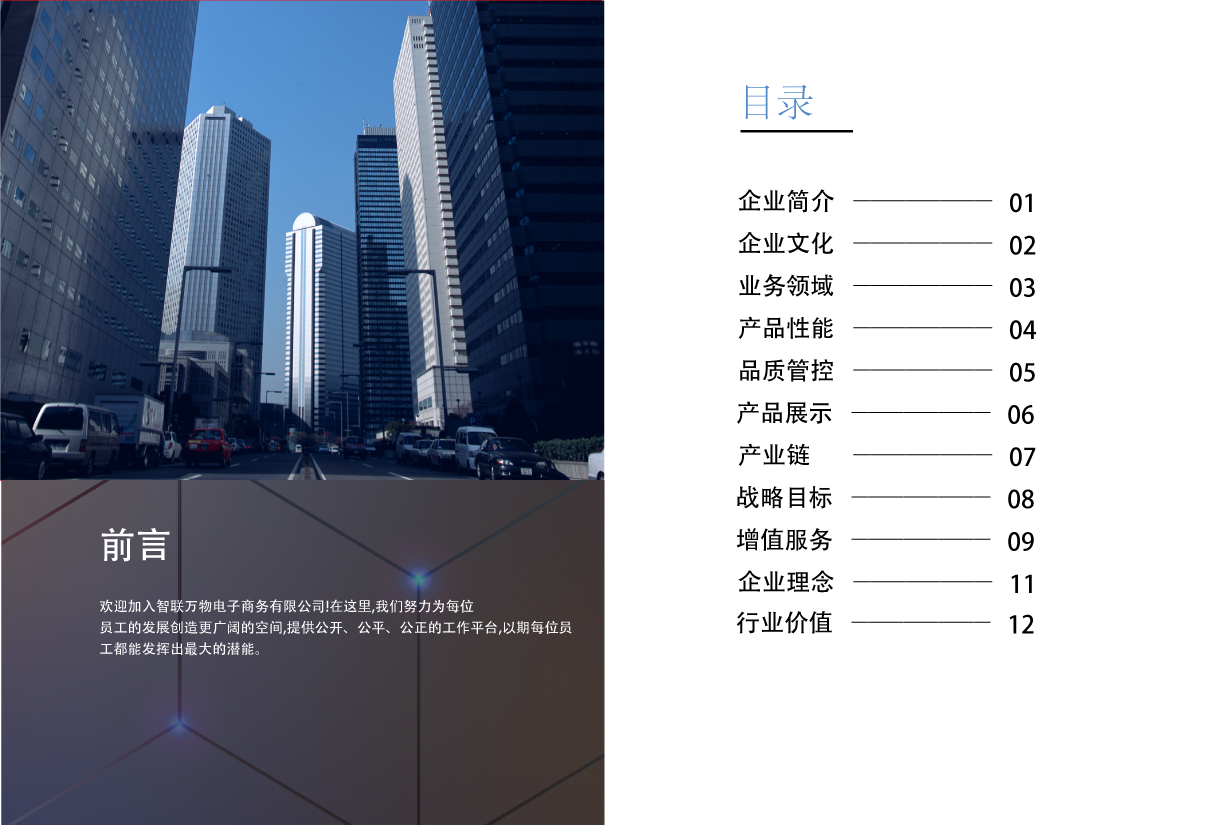 前言
欢迎加入智联万物电子商务有限公司!在这里,我们努力为每位
员工的发展创造更广阔的空间,提供公开、公平、公正的工作平台,以期每位员
工都能发挥出最大的潜能。
目录
企业简介 01
企业文化 02
业务领域 03
产品性能 04
品质管控 05
产品展示 06
产业链 07
战略目标 08
增值服务 09
企业理念 11
行业价值 12